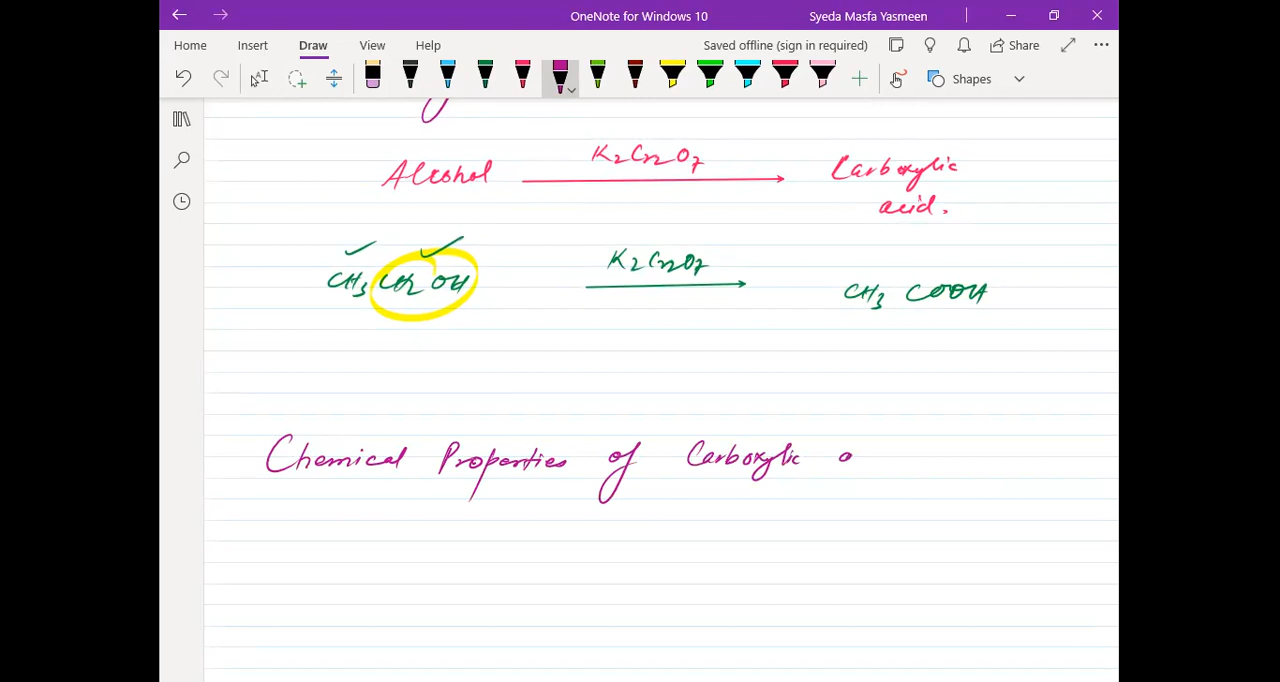 OneNote for Windows 10
Syeda Masfa Yasmeen
Home Insert Draw View Help
Saved offline (sign in required)
Share
Shapes
Alcohol K2Cr2O7 Carboxylic
acid.
CH3 CH2 OH K2Cr2O7 CH3 COOH
Chemical Properties of Carboxylic a